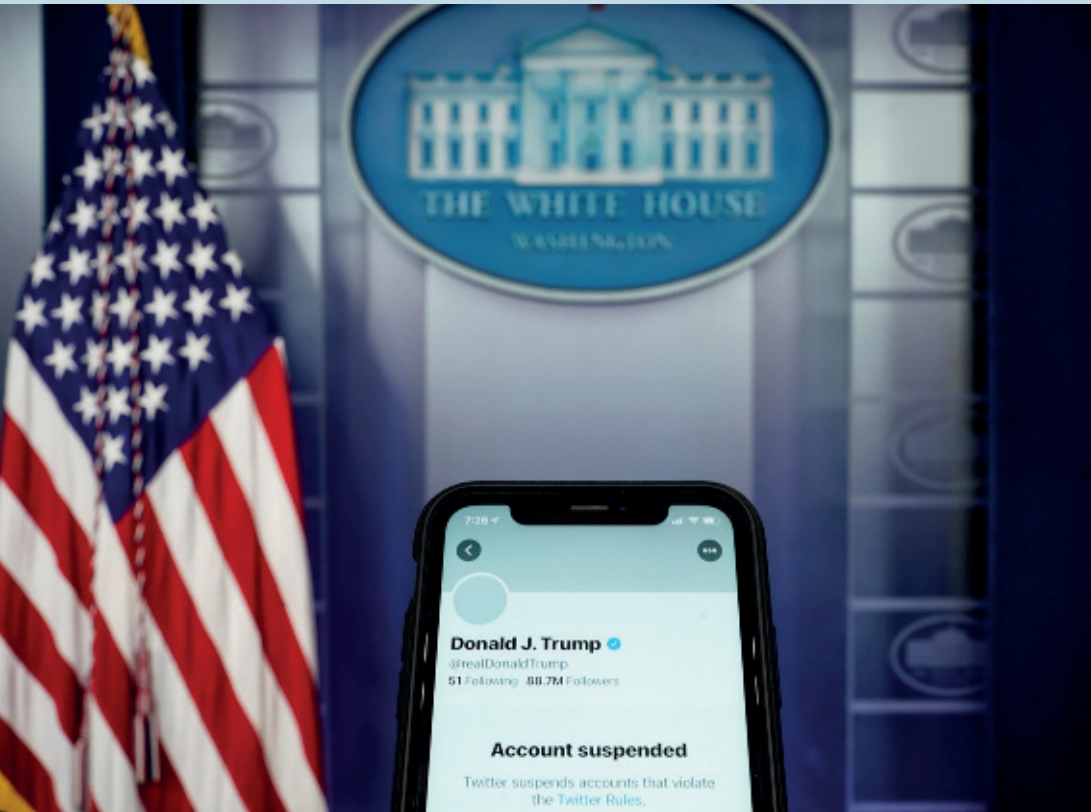 THE WHITE HOUSE
WASHINGTON
7:28
Donald J. Trump
@realDonaldTrump
51 Following 88.7M Followers
Account suspended
Twitter suspends accounts that violate
the Twitter Rules.